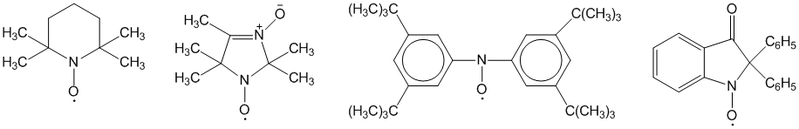 H₃C CH₃
H₃C N CH₃
O
•
H₃C N⁺ O⁻
H₃C CH₃
H₃C N CH₃
O
•
(H₃C)₃C C(CH₃)₃
N
O
•
(H₃C)₃C C(CH₃)₃
O
C₆H5
C₆H5
N
O
•